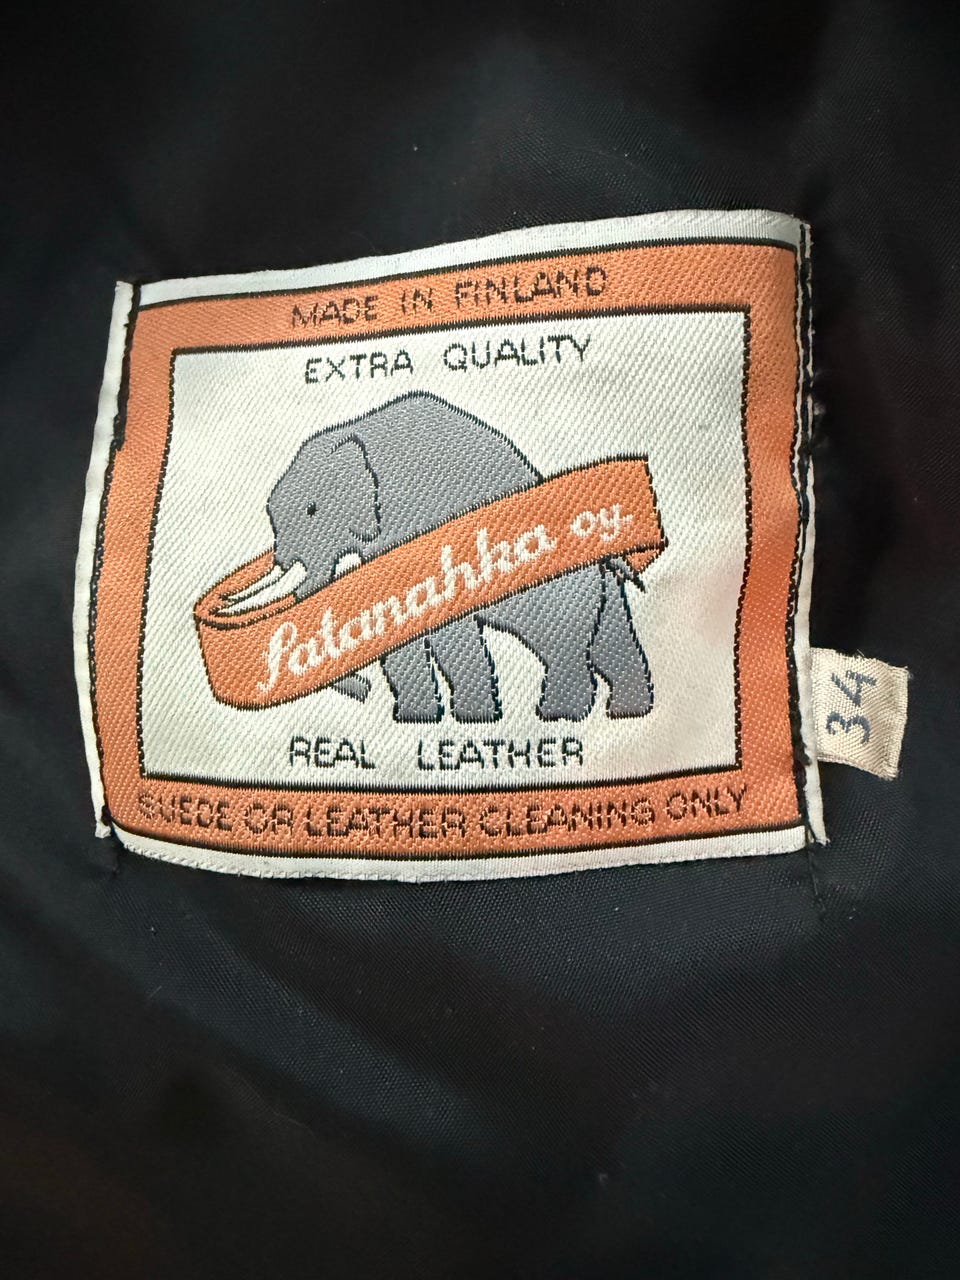 MADE IN FINLAND
EXTRA QUALITY
Satanahka oy.
REAL LEATHER
SUEDE OR LEATHER CLEANING ONLY
34